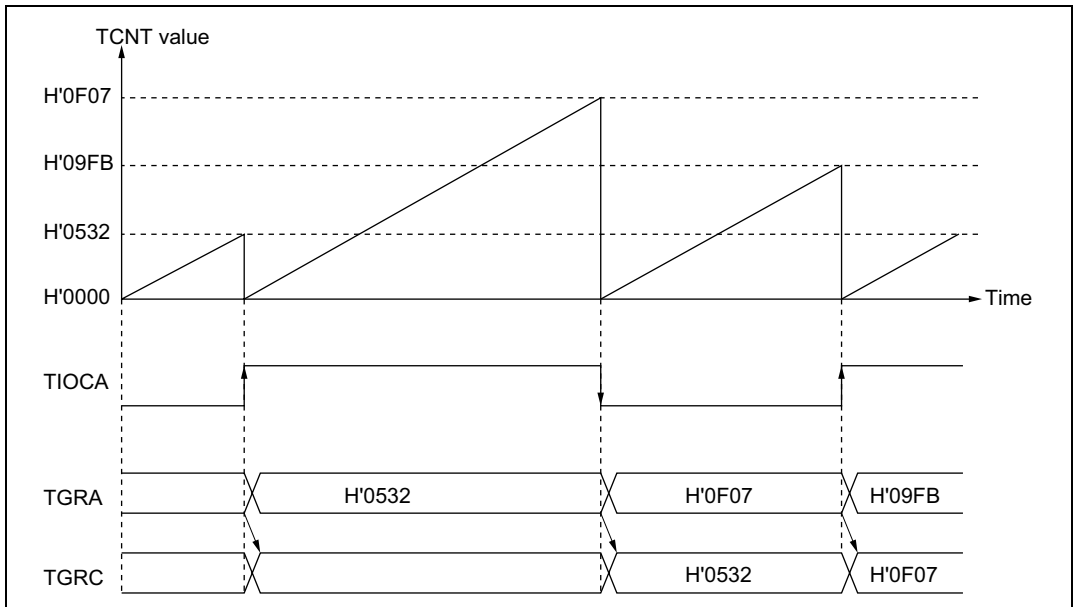 TCNT value
H'0F07
H'09FB
H'0532
H'0000
Time
TIOCA
TGRA H'0532 H'0F07 H'09FB
TGRC H'0532 H'0F07